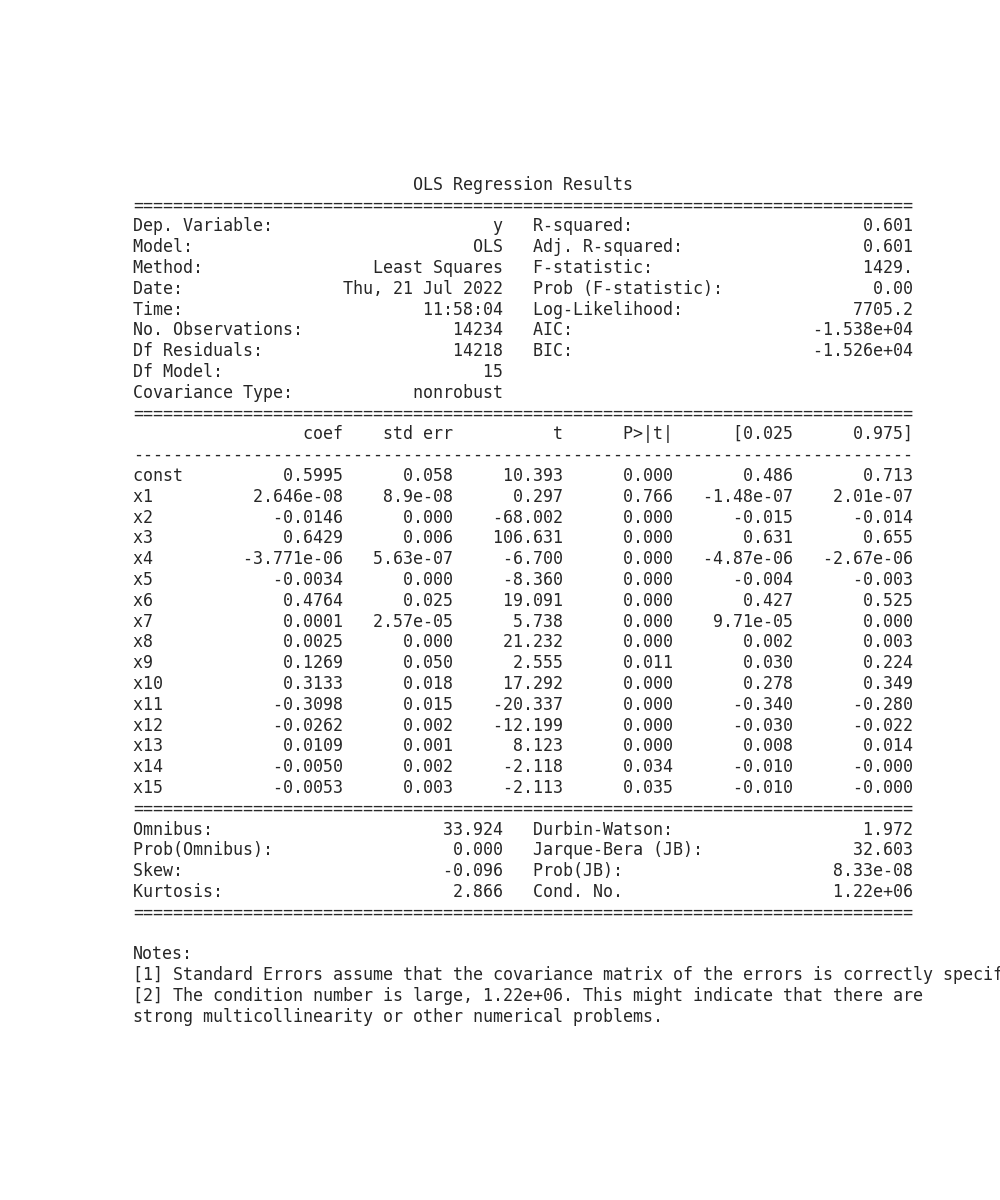 OLS Regression Results
==============================================================================
Dep. Variable:                      y   R-squared:                       0.601
Model:                            OLS   Adj. R-squared:                  0.601
Method:                 Least Squares   F-statistic:                     1429.
Date:                Thu, 21 Jul 2022   Prob (F-statistic):               0.00
Time:                        11:58:04   Log-Likelihood:                 7705.2
No. Observations:               14234   AIC:                        -1.538e+04
Df Residuals:                   14218   BIC:                        -1.526e+04
Df Model:                          15
Covariance Type:            nonrobust
==============================================================================
                 coef    std err          t      P>|t|      [0.025      0.975]
------------------------------------------------------------------------------
const          0.5995      0.058     10.393      0.000       0.486       0.713
x1          2.646e-08    8.9e-08      0.297      0.766   -1.48e-07    2.01e-07
x2            -0.0146      0.000    -68.002      0.000      -0.015      -0.014
x3             0.6429      0.006    106.631      0.000       0.631       0.655
x4         -3.771e-06   5.63e-07     -6.700      0.000   -4.87e-06   -2.67e-06
x5            -0.0034      0.000     -8.360      0.000      -0.004      -0.003
x6             0.4764      0.025     19.091      0.000       0.427       0.525
x7             0.0001   2.57e-05      5.738      0.000    9.71e-05       0.000
x8             0.0025      0.000     21.232      0.000       0.002       0.003
x9             0.1269      0.050      2.555      0.011       0.030       0.224
x10            0.3133      0.018     17.292      0.000       0.278       0.349
x11           -0.3098      0.015    -20.337      0.000      -0.340      -0.280
x12           -0.0262      0.002    -12.199      0.000      -0.030      -0.022
x13            0.0109      0.001      8.123      0.000       0.008       0.014
x14           -0.0050      0.002     -2.118      0.034      -0.010      -0.000
x15           -0.0053      0.003     -2.113      0.035      -0.010      -0.000
==============================================================================
Omnibus:                       33.924   Durbin-Watson:                   1.972
Prob(Omnibus):                  0.000   Jarque-Bera (JB):               32.603
Skew:                          -0.096   Prob(JB):                     8.33e-08
Kurtosis:                       2.866   Cond. No.                     1.22e+06
==============================================================================
Notes:
[1] Standard Errors assume that the covariance matrix of the errors is correctly specif
[2] The condition number is large, 1.22e+06. This might indicate that there are
strong multicollinearity or other numerical problems.